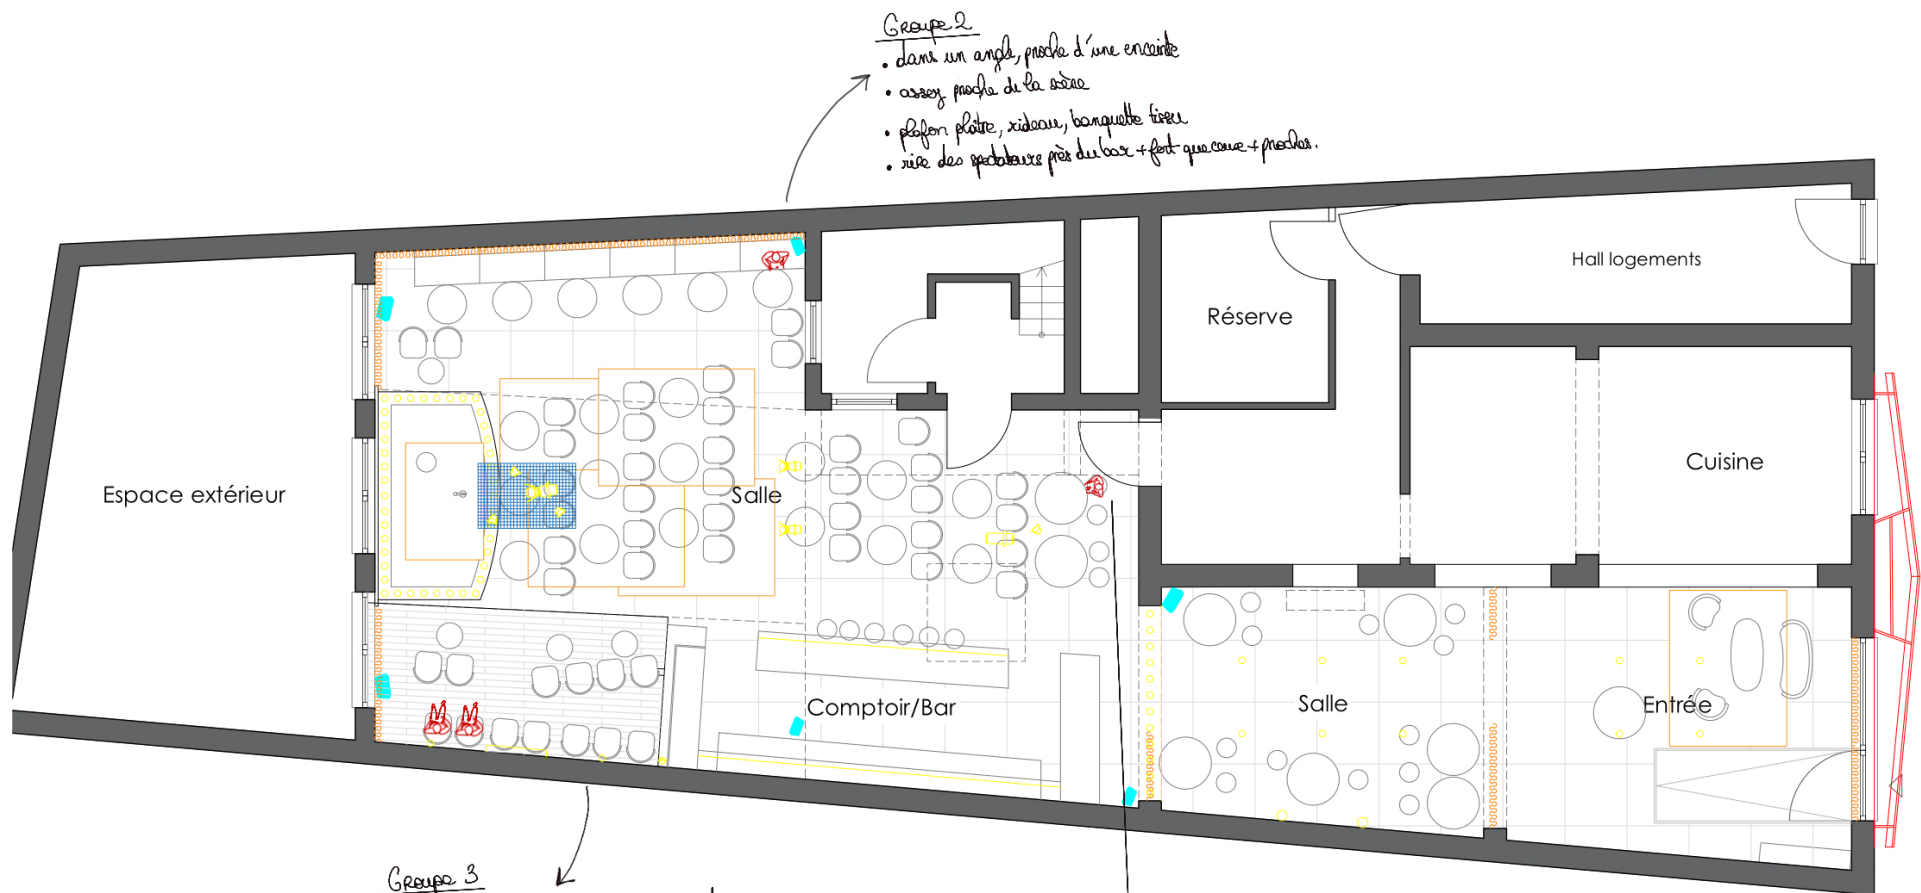 Groupe 2
• dans un angle, proche d'une enceinte
• assez proche de la scène
• plafon plâtre, rideau, banquette tissu
• rire des spectateurs près du bar + fort que ceux + proches.
Hall logements
Réserve
Cuisine
Espace extérieur
Salle
Comptoir/Bar
Salle
Entrée
Groupe 3